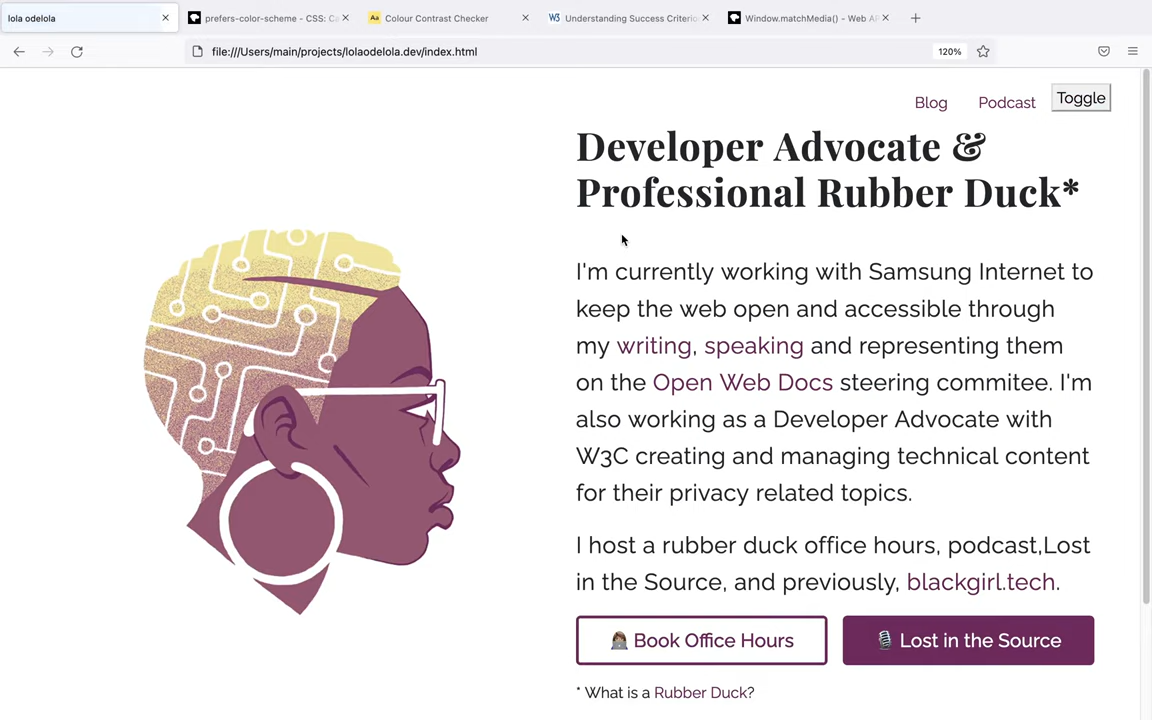 lola odelola
prefers-color-scheme - CSS: Ca
Colour Contrast Checker
Understanding Success Criterio
Window.matchMedia() - Web AP
file:///Users/main/projects/lolaodelola.dev/index.html
120%
Blog
Podcast
Toggle
Developer Advocate &
Professional Rubber Duck*
I'm currently working with Samsung Internet to
keep the web open and accessible through
my writing, speaking and representing them
on the Open Web Docs steering commitee. I'm
also working as a Developer Advocate with
W3C creating and managing technical content
for their privacy related topics.
I host a rubber duck office hours, podcast,Lost
in the Source, and previously, blackgirl.tech.
Book Office Hours
Lost in the Source
* What is a Rubber Duck?